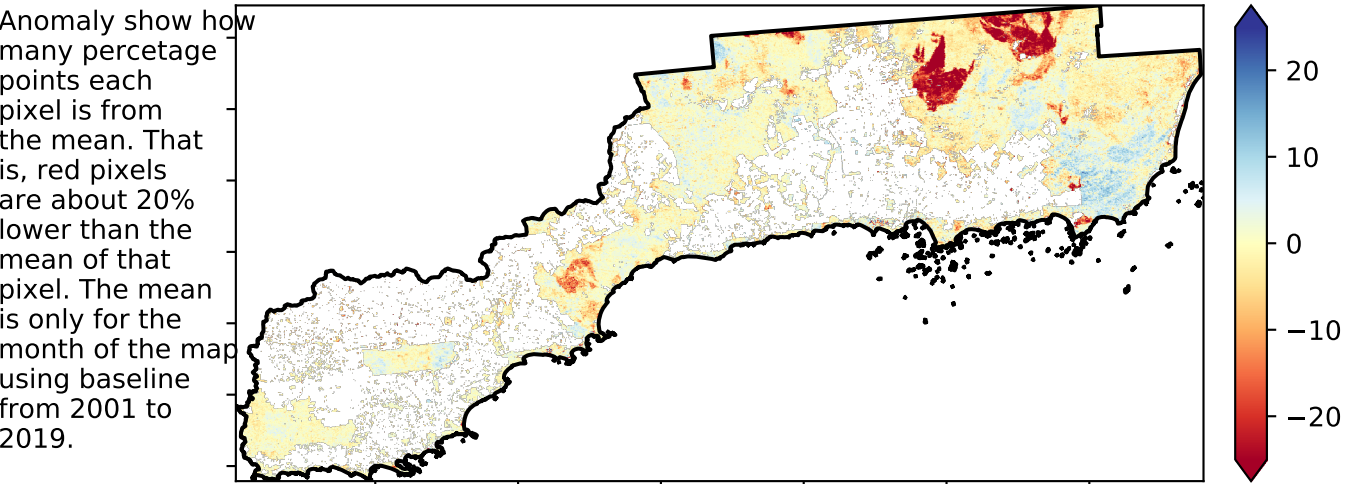 Anomaly show how
many percetage
points each
pixel is from
the mean. That
is, red pixels
are about 20%
lower than the
mean of that
pixel. The mean
is only for the
month of the map
using baseline
from 2001 to
2019.
20
10
0
−10
−20